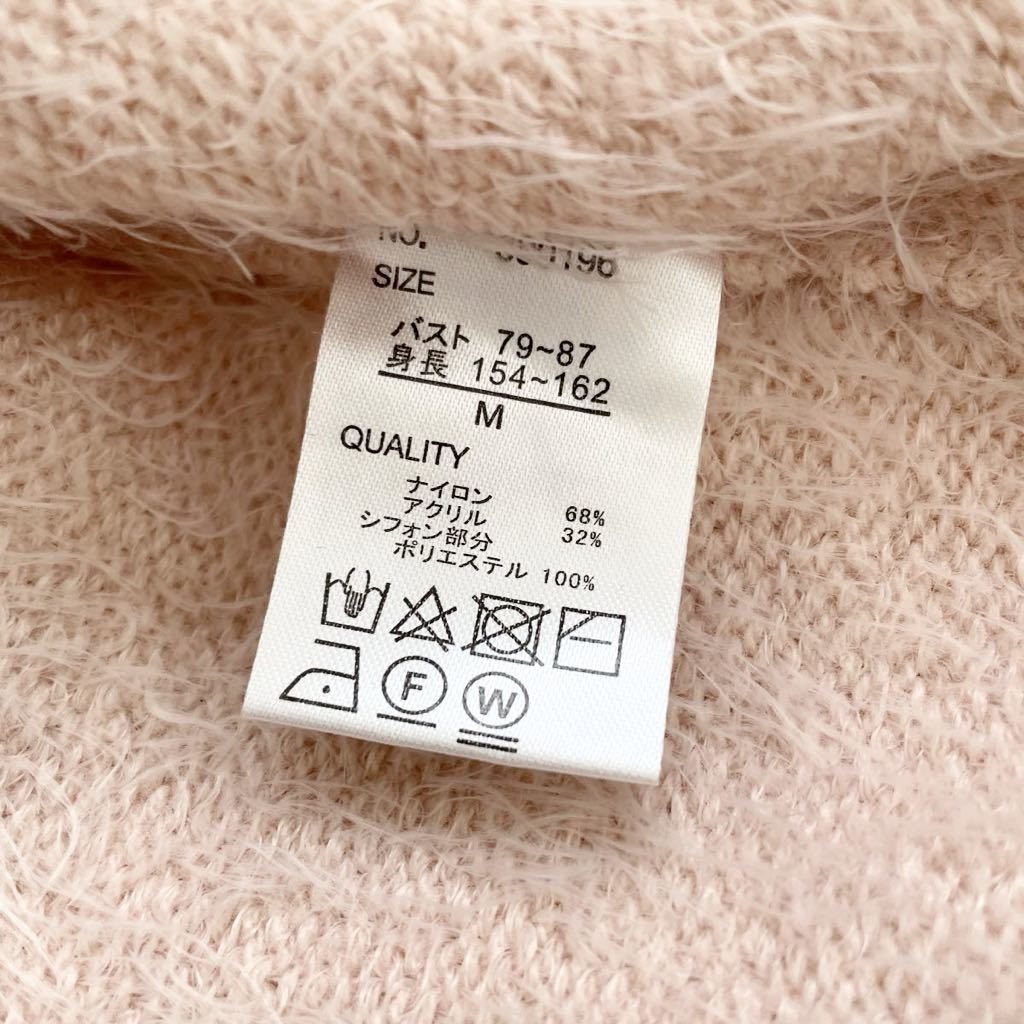 NO.
SIZE
バスト 79~87
身長 154~162
M
QUALITY
ナイロン 68%
アクリル 32%
シフォン部分
ポリエステル 100%
F
W